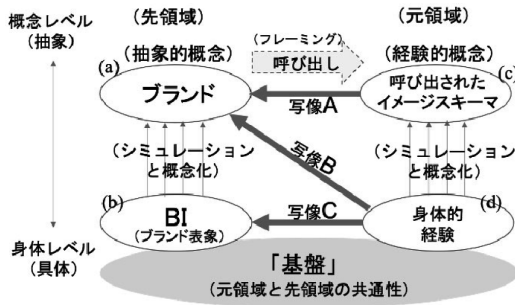 概念レベル
(抽象)
(先領域)
(元領域)
(抽象的概念)
(フレーミング)
呼び出し
(経験的概念)
(a)
ブランド
写像A
呼び出された
イメージスキーマ
(c)
(シミュレーション
と概念化)
写像B
(シミュレーション
と概念化)
(b)
BI
(ブランド表象)
写像C
身体的
経験
(d)
身体レベル
(具体)
「基盤」
(元領域と先領域の共通性)